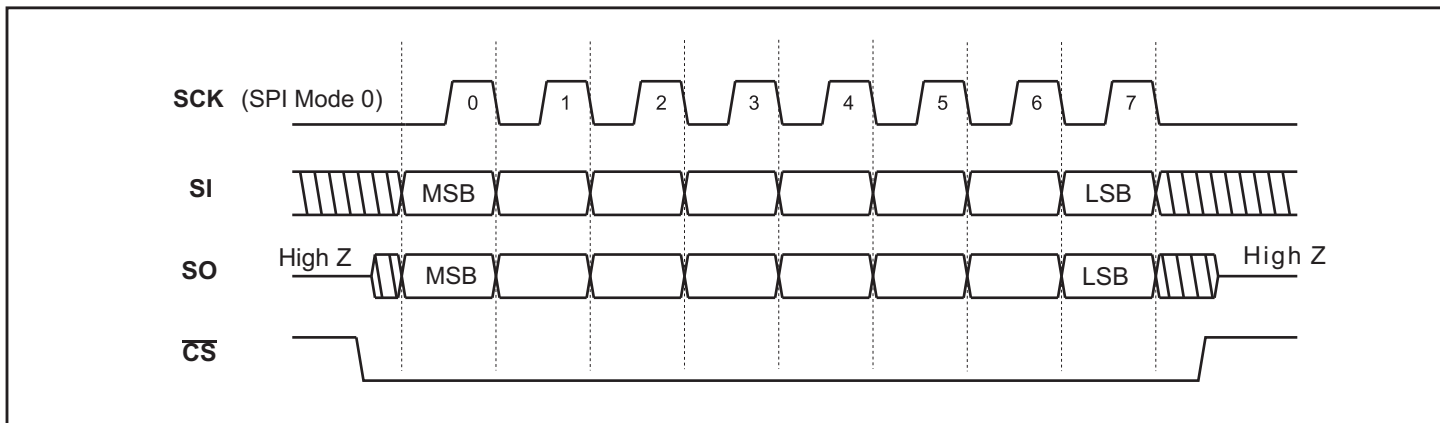 SCK (SPI Mode 0)
0 1 2 3 4 5 6 7
SI
MSB LSB
High Z
SO
MSB LSB
High Z
CS